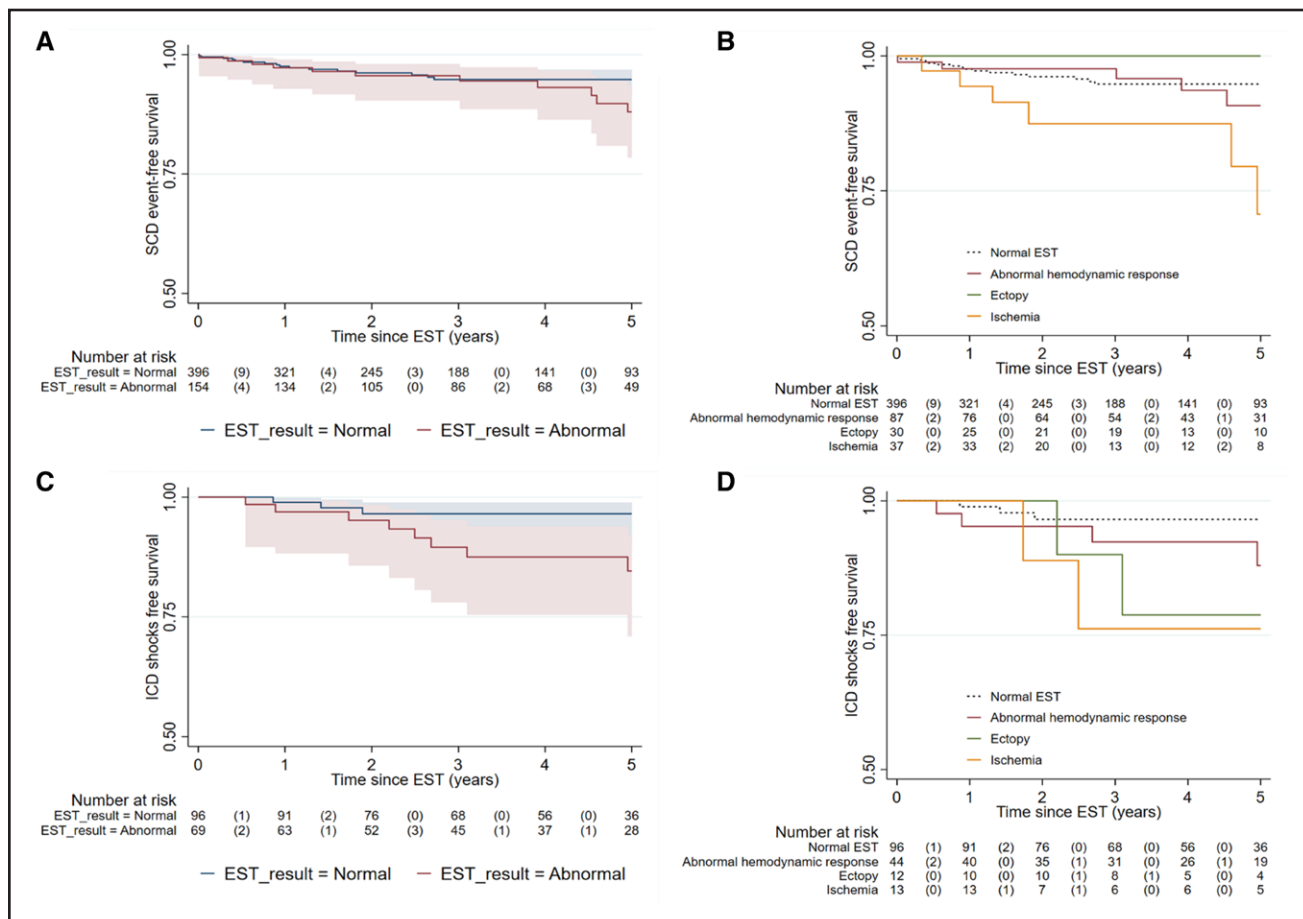 A
SCD event-free survival
1.00
0.75
0.50
0 1 2 3 4 5
Time since EST (years)
Number at risk
EST_result = Normal 396 (9) 321 (4) 245 (3) 188 (0) 141 (0) 93
EST_result = Abnormal 154 (4) 134 (2) 105 (0) 86 (2) 68 (3) 49
EST_result = Normal EST_result = Abnormal
B
SCD event-free survival
1.00
0.75
0.50
Normal EST
Abnormal hemodynamic response
Ectopy
Ischemia
0 1 2 3 4 5
Time since EST (years)
Number at risk
Normal EST 396 (9) 321 (4) 245 (3) 188 (0) 141 (0) 93
Abnormal hemodynamic response 87 (2) 76 (0) 64 (0) 54 (2) 43 (1) 31
Ectopy 30 (0) 25 (0) 21 (0) 19 (0) 13 (0) 10
Ischemia 37 (2) 33 (2) 20 (0) 13 (0) 12 (2) 8
C
ICD shocks free survival
1.00
0.75
0.50
0 1 2 3 4 5
Time since EST (years)
Number at risk
EST_result = Normal 96 (1) 91 (2) 76 (0) 68 (0) 56 (0) 36
EST_result = Abnormal 69 (2) 63 (1) 52 (3) 45 (1) 37 (1) 28
EST_result = Normal EST_result = Abnormal
D
ICD shocks free survival
1.00
0.75
0.50
Normal EST
Abnormal hemodynamic response
Ectopy
Ischemia
0 1 2 3 4 5
Time since EST (years)
Number at risk
Normal EST 96 (1) 91 (2) 76 (0) 68 (0) 56 (0) 36
Abnormal hemodynamic response 44 (2) 40 (0) 35 (1) 31 (0) 26 (1) 19
Ectopy 12 (0) 10 (0) 10 (1) 8 (1) 5 (0) 4
Ischemia 13 (0) 13 (1) 7 (1) 6 (0) 6 (0) 5